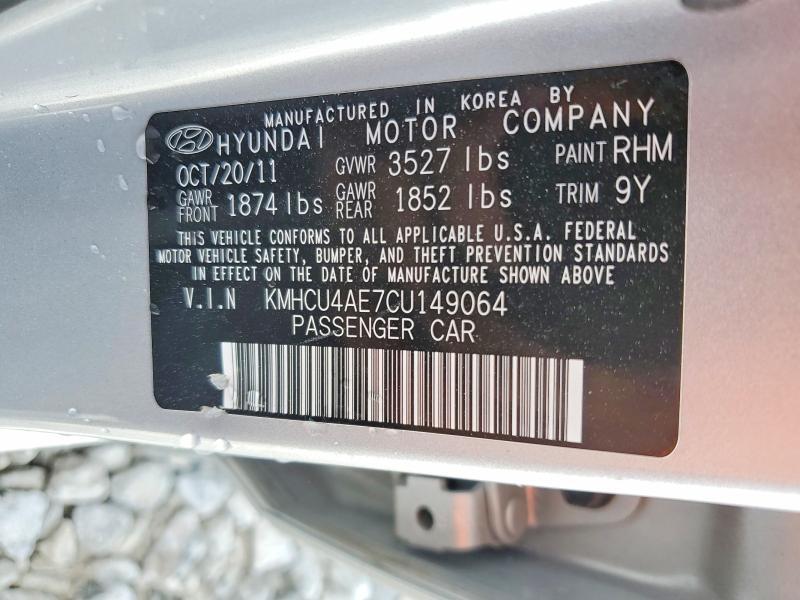 MANUFACTURED IN KOREA BY
HYUNDAI MOTOR COMPANY
OCT/20/11 GVWR 3527 lbs PAINT RHM
GAWR FRONT 1874 lbs GAWR REAR 1852 lbs TRIM 9Y
THIS VEHICLE CONFORMS TO ALL APPLICABLE U.S.A. FEDERAL
MOTOR VEHICLE SAFETY, BUMPER, AND THEFT PREVENTION STANDARDS
IN EFFECT ON THE DATE OF MANUFACTURE SHOWN ABOVE
V.I.N KMHCU4AE7CU149064
PASSENGER CAR